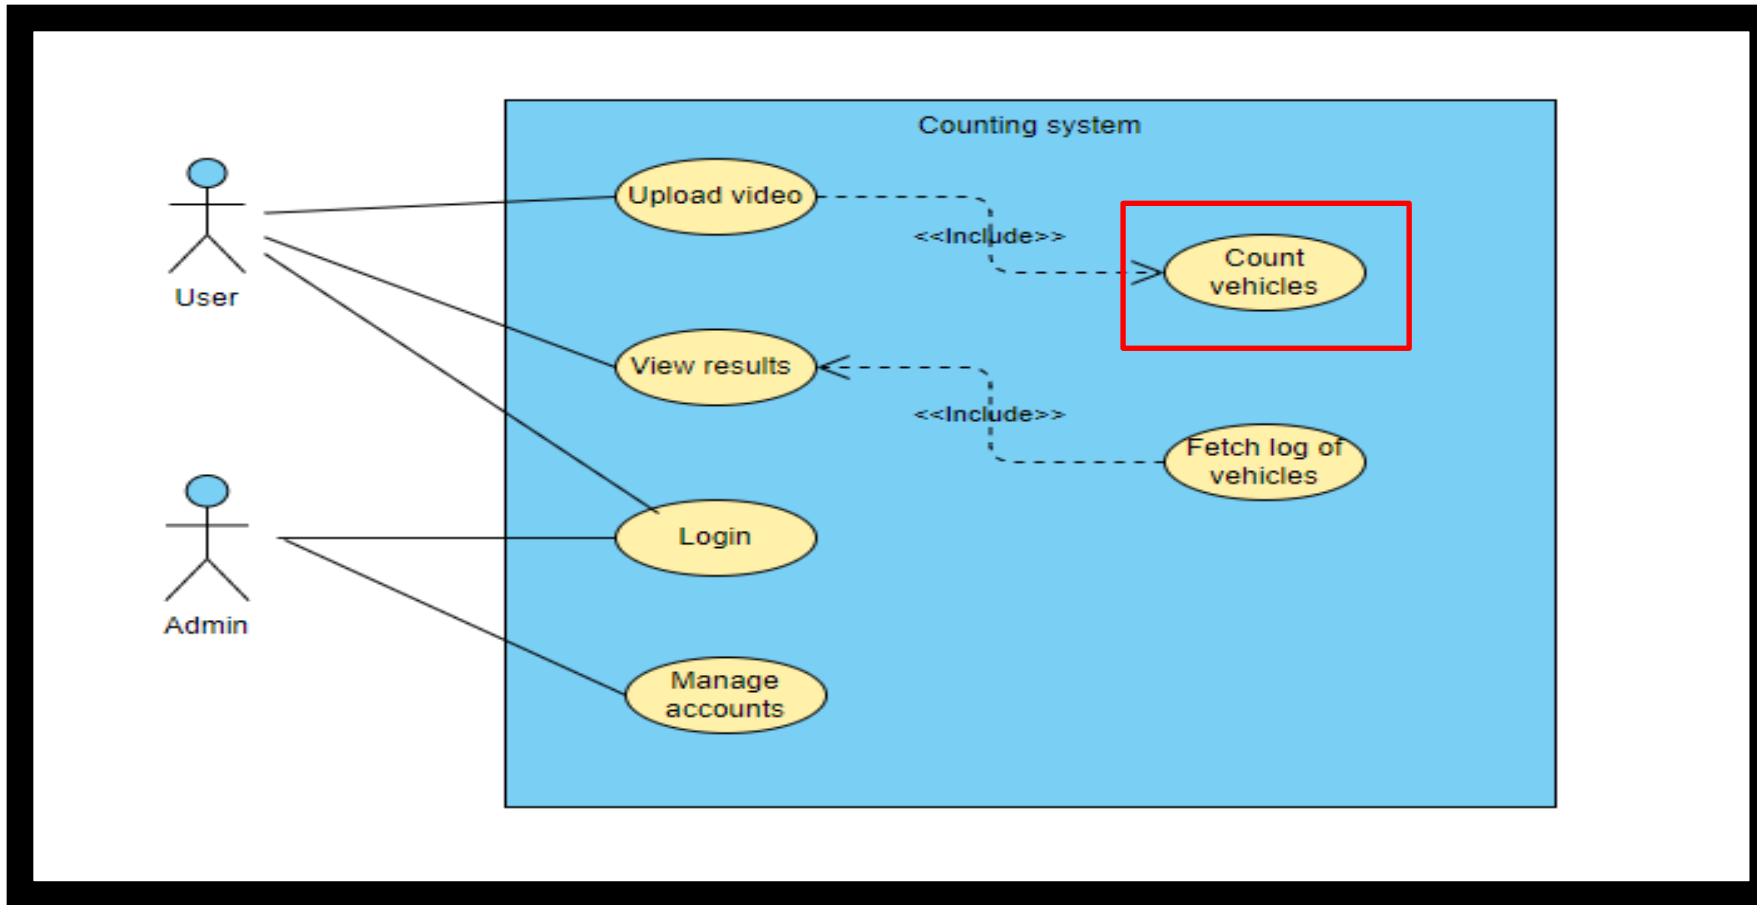 Counting system
Upload video
<<Include>>
Count
vehicles
User
View results
<<Include>>
Fetch log of
vehicles
Login
Admin
Manage
accounts